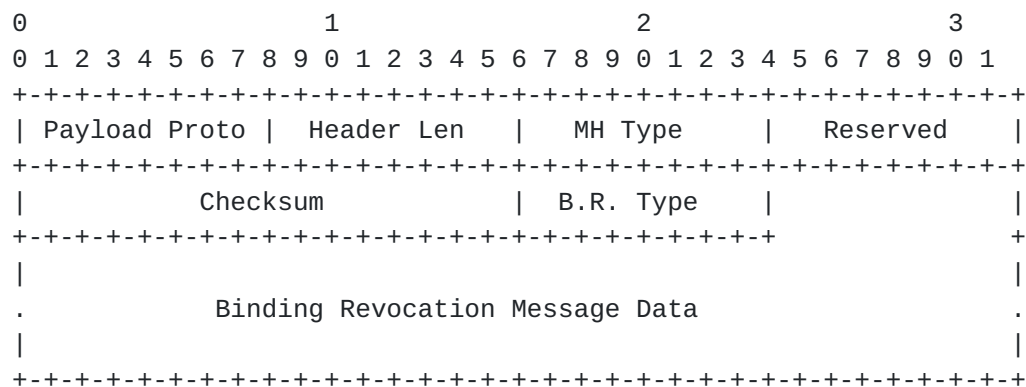 0                   1                   2                   3
0 1 2 3 4 5 6 7 8 9 0 1 2 3 4 5 6 7 8 9 0 1 2 3 4 5 6 7 8 9 0 1
+-+-+-+-+-+-+-+-+-+-+-+-+-+-+-+-+-+-+-+-+-+-+-+-+-+-+-+-+-+-+-+-+
| Payload Proto |  Header Len   |   MH Type     |   Reserved    |
+-+-+-+-+-+-+-+-+-+-+-+-+-+-+-+-+-+-+-+-+-+-+-+-+-+-+-+-+-+-+-+-+
|           Checksum            |  B.R. Type    |               |
+-+-+-+-+-+-+-+-+-+-+-+-+-+-+-+-+-+-+-+-+-+-+-+-+               +
|                                                               |
.            Binding Revocation Message Data                    .
|                                                               |
+-+-+-+-+-+-+-+-+-+-+-+-+-+-+-+-+-+-+-+-+-+-+-+-+-+-+-+-+-+-+-+-+